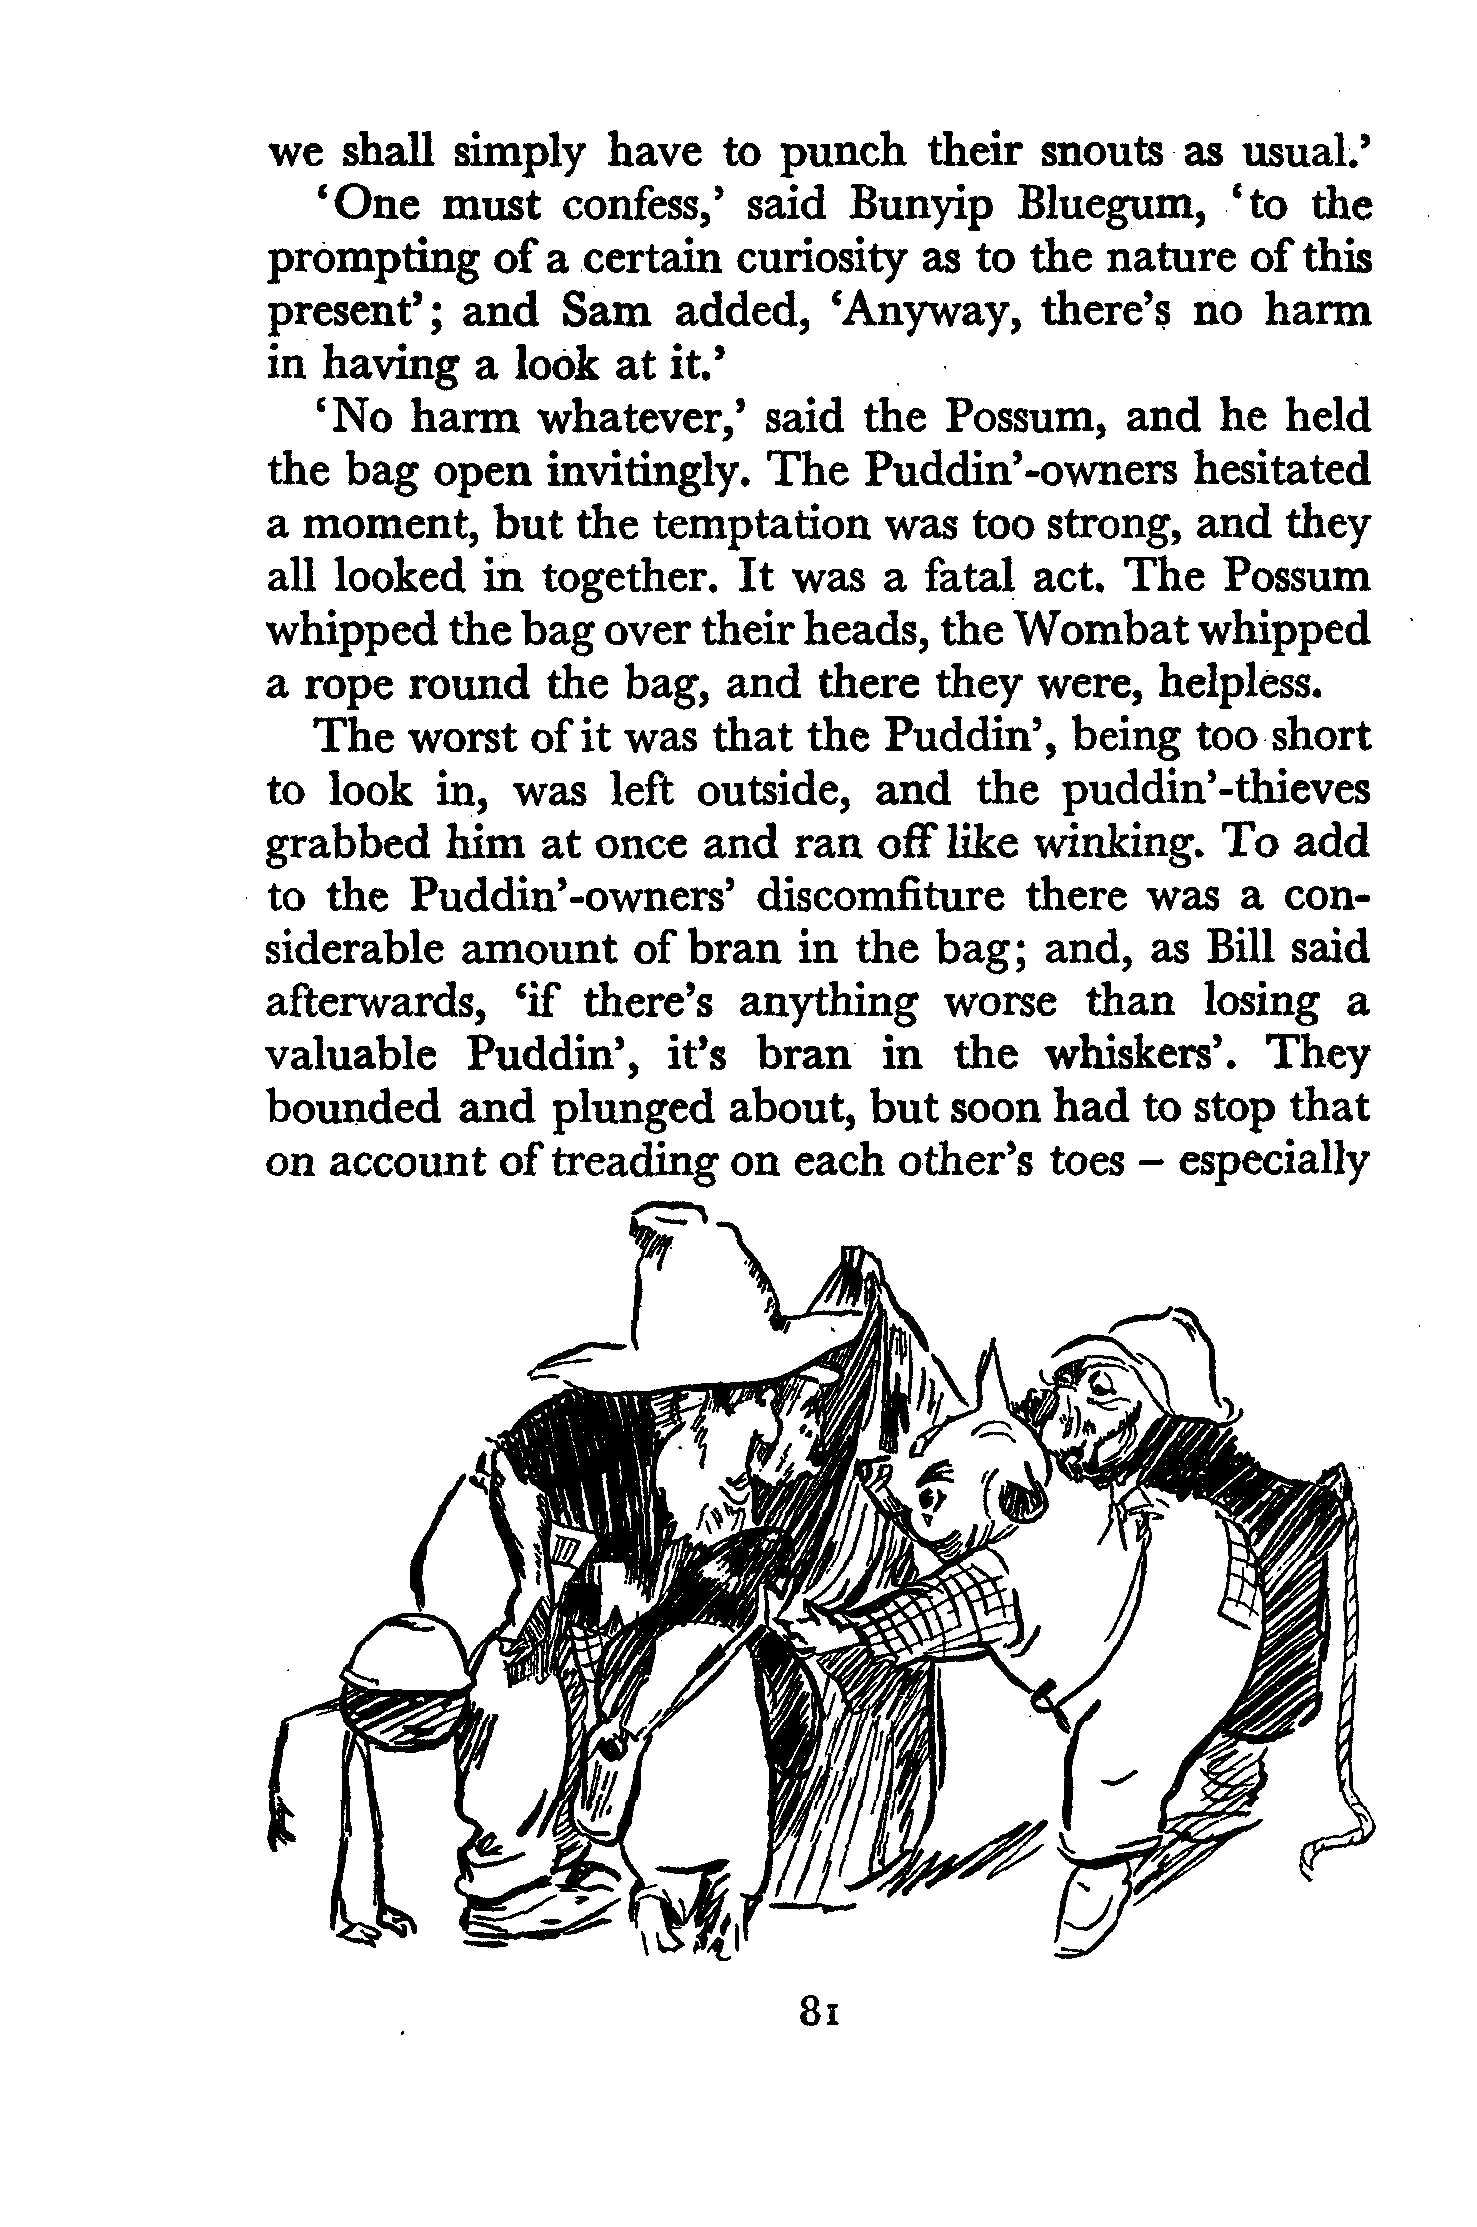 we shall simply have to punch their snouts as usual.’
‘One must confess,’ said Bunyip Bluegum, ‘to the
prompting of a certain curiosity as to the nature of this
present’; and Sam added, ‘Anyway, there’s no harm
in having a look at it.’
‘No harm whatever,’ said the Possum, and he held
the bag open invitingly. The Puddin’-owners hesitated
a moment, but the temptation was too strong, and they
all looked in together. It was a fatal act. The Possum
whipped the bag over their heads, the Wombat whipped
a rope round the bag, and there they were, helpless.
The worst of it was that the Puddin’, being too short
to look in, was left outside, and the puddin’-thieves
grabbed him at once and ran off like winking. To add
to the Puddin’-owners’ discomfiture there was a con-
siderable amount of bran in the bag; and, as Bill said
afterwards, ‘if there’s anything worse than losing a
valuable Puddin’, it’s bran in the whiskers’. They
bounded and plunged about, but soon had to stop that
on account of treading on each other’s toes – especially
81